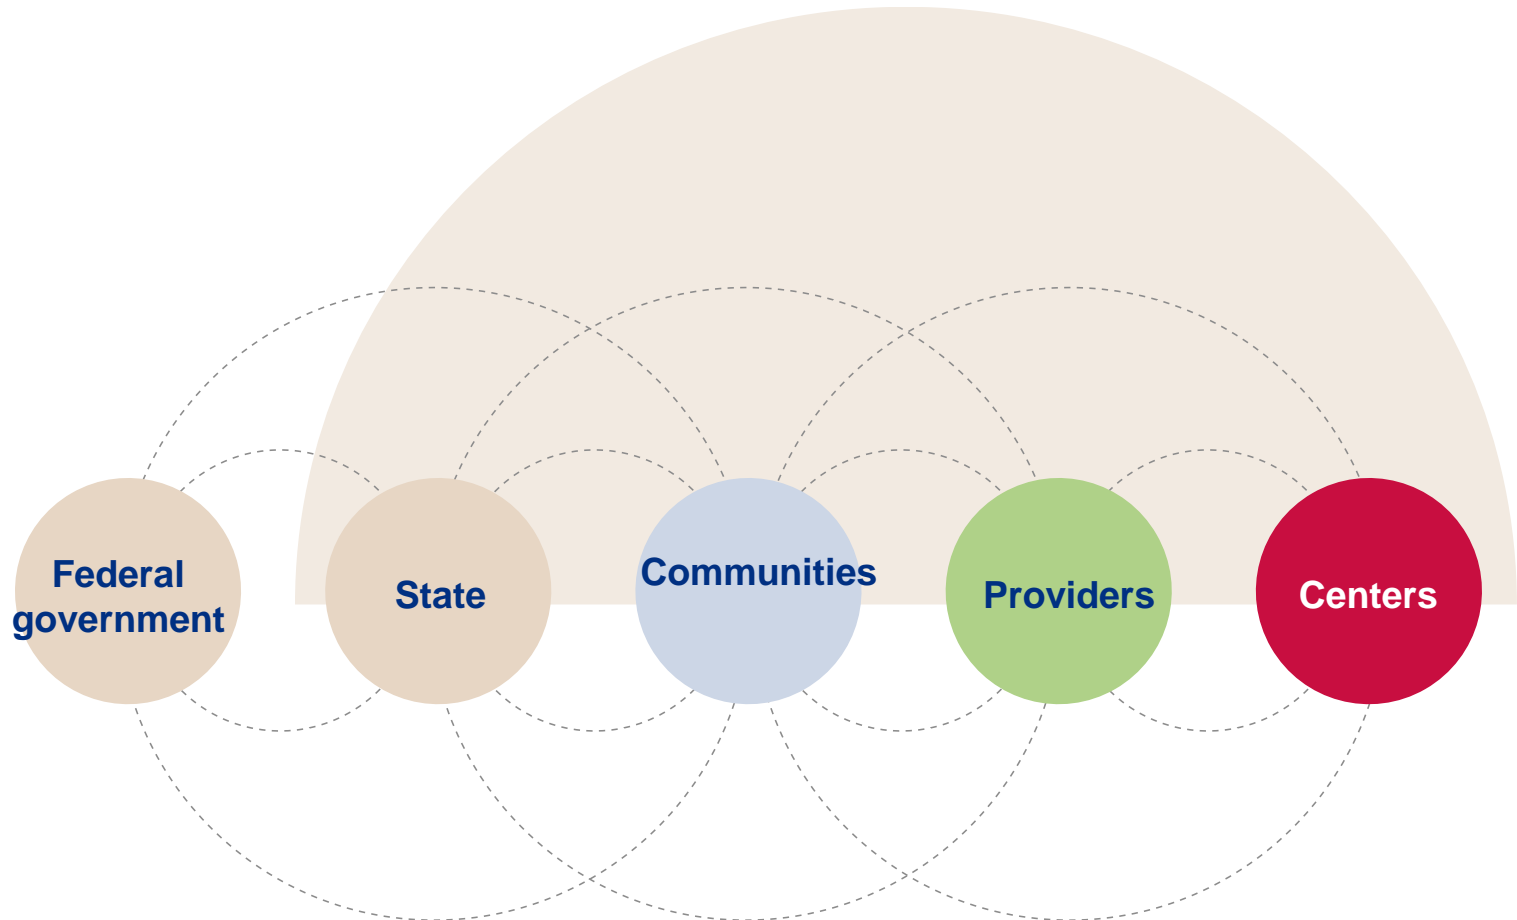 Federal
government
State
Communities
Providers
Centers